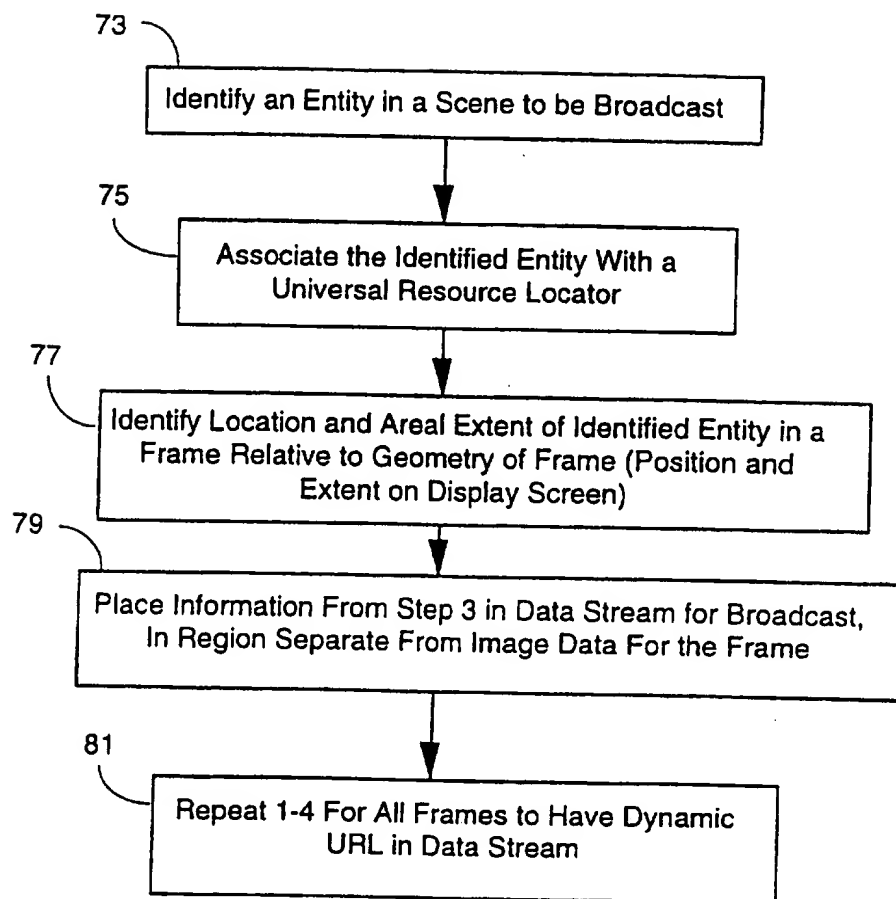 73
Identify an Entity in a Scene to be Broadcast
75
Associate the Identified Entity With a
Universal Resource Locator
77
Identify Location and Areal Extent of Identified Entity in a
Frame Relative to Geometry of Frame (Position and
Extent on Display Screen)
79
Place Information From Step 3 in Data Stream for Broadcast,
In Region Separate From Image Data For the Frame
81
Repeat 1-4 For All Frames to Have Dynamic
URL in Data Stream